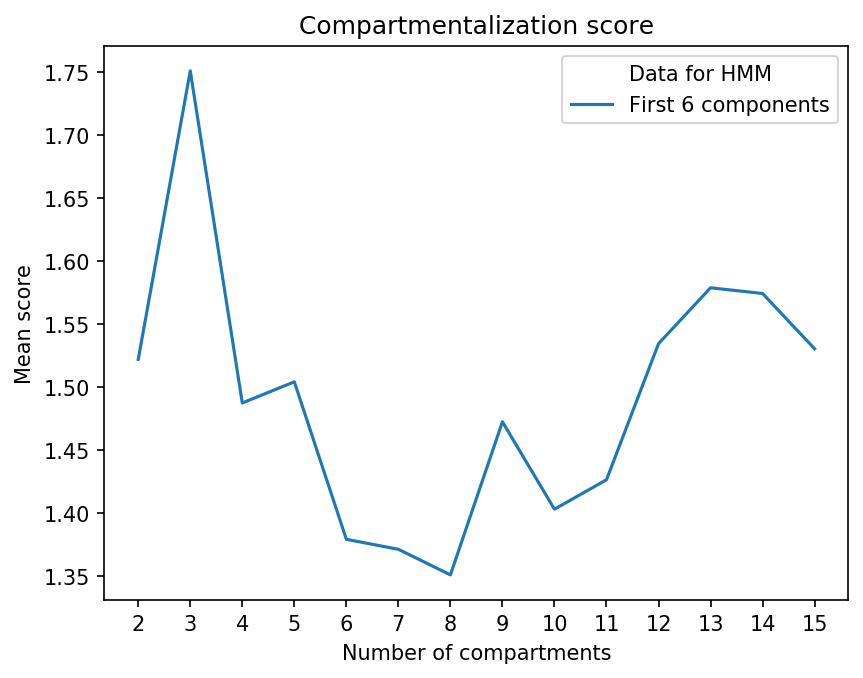 Compartmentalization score
Data for HMM
First 6 components
Mean score
1.75
1.70
1.65
1.60
1.55
1.50
1.45
1.40
1.35
2 3 4 5 6 7 8 9 10 11 12 13 14 15
Number of compartments